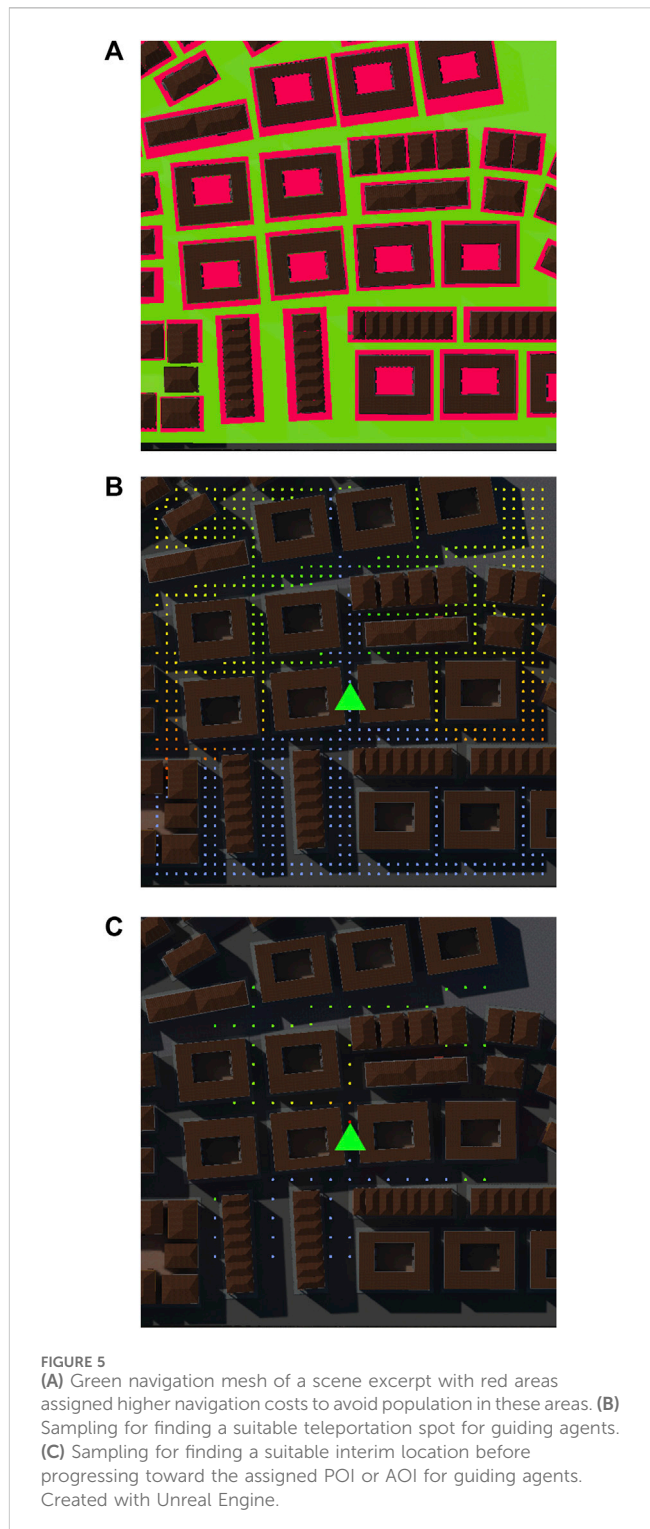 A
B
C
FIGURE 5
(A) Green navigation mesh of a scene excerpt with red areas
assigned higher navigation costs to avoid population in these areas. (B)
Sampling for finding a suitable teleportation spot for guiding agents.
(C) Sampling for finding a suitable interim location before
progressing toward the assigned POI or AOI for guiding agents.
Created with Unreal Engine.